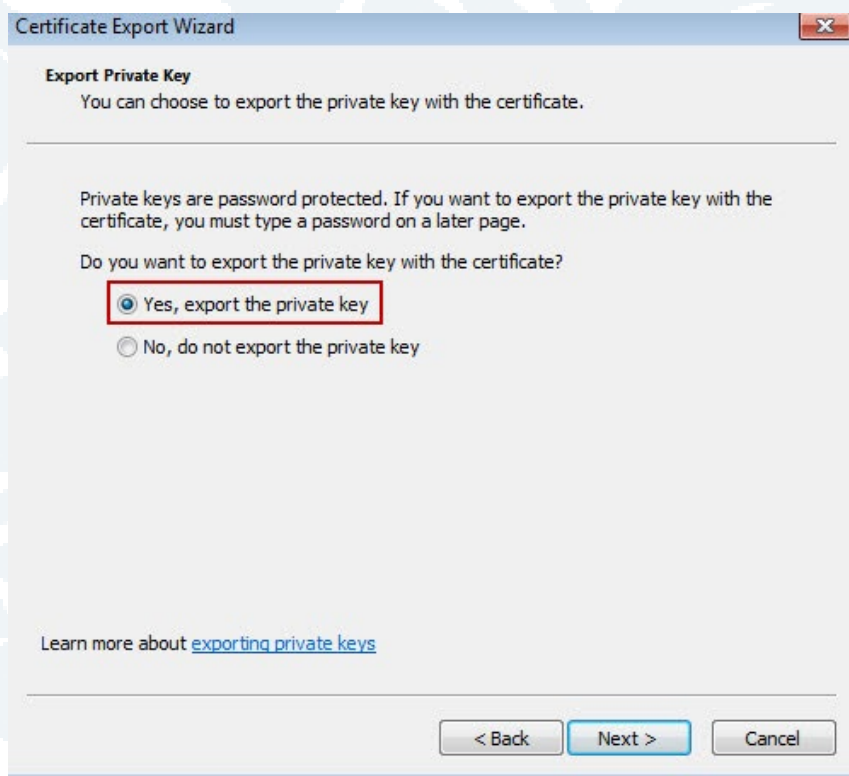 Certificate Export Wizard
Export Private Key
You can choose to export the private key with the certificate.
Private keys are password protected. If you want to export the private key with the
certificate, you must type a password on a later page.
Do you want to export the private key with the certificate?
Yes, export the private key
No, do not export the private key
Learn more about exporting private keys
< Back Next > Cancel